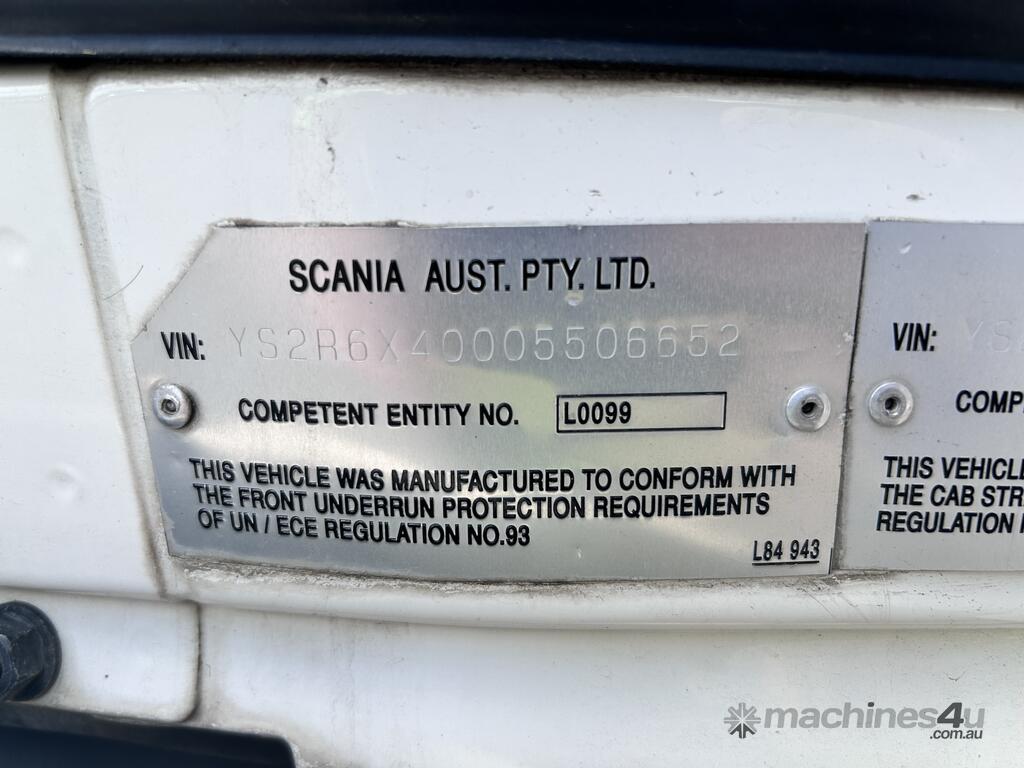 SCANIA AUST. PTY. LTD.
VIN: YS2R6X40005506652
COMPETENT ENTITY NO. L0099
THIS VEHICLE WAS MANUFACTURED TO CONFORM WITH
THE FRONT UNDERRUN PROTECTION REQUIREMENTS
OF UN / ECE REGULATION NO.93
L84 943
VIN: YS
COMP
THIS VEHICLE
THE CAB STR
REGULATION
machines4u
.com.au